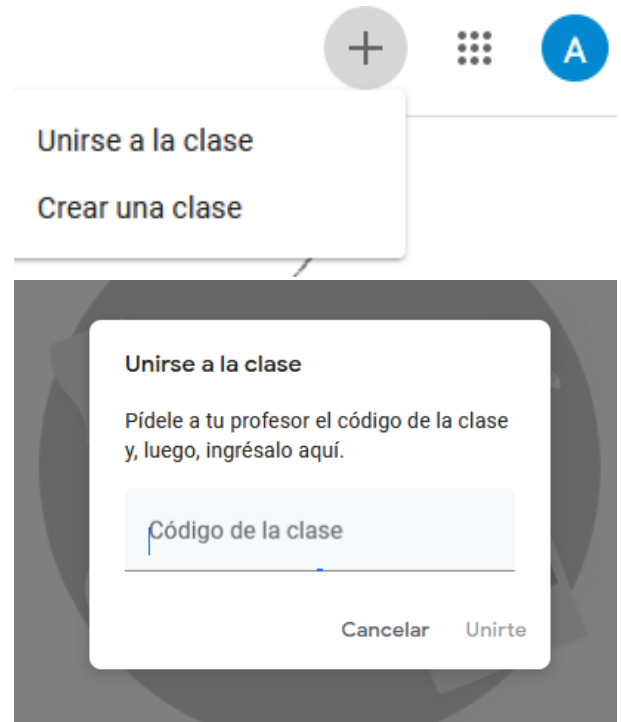 A
Unirse a la clase
Crear una clase
Unirse a la clase
Pídele a tu profesor el código de la clase
y, luego, ingrésalo aquí.
Código de la clase
Cancelar Unirte